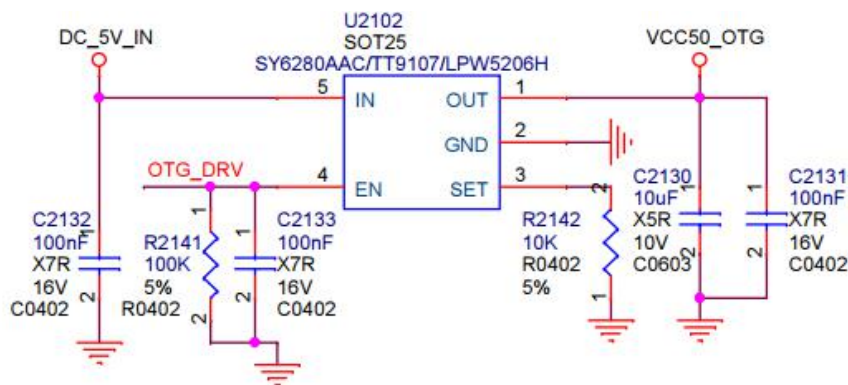 U2102
DC_5V_IN
SOT25
VCC50_OTG
SY6280AAC/TT9107/LPW5206H
5
IN
OUT
1
GND
2
OTG_DRV
4
EN
SET
3
C2132
100nF
X7R
16V
C0402
1
2
R2141
100K
5%
R0402
1
2
C2133
100nF
X7R
16V
C0402
1
2
R2142
10K
R0402
5%
2
1
C2130
10uF
X5R
10V
C0603
1
2
C2131
100nF
X7R
16V
C0402
1
2